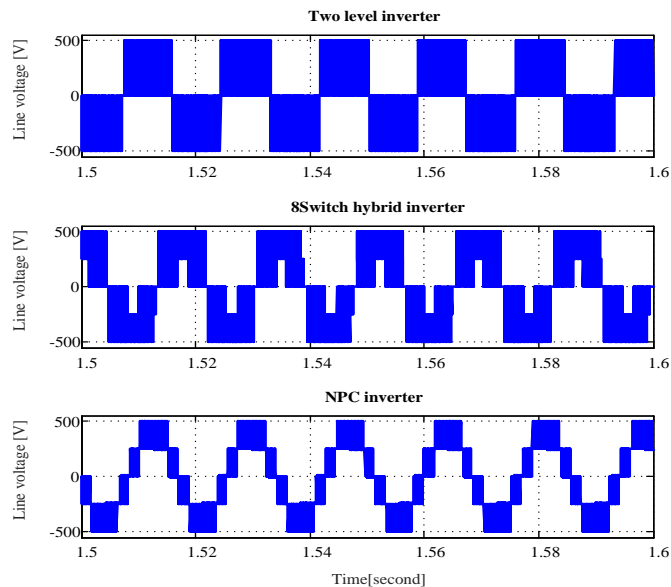 Two level inverter
Line voltage [V]
500
0
-500
1.5 1.52 1.54 1.56 1.58 1.6
8Switch hybrid inverter
Line voltage [V]
500
0
-500
1.5 1.52 1.54 1.56 1.58 1.6
NPC inverter
Line voltage [V]
500
0
-500
1.5 1.52 1.54 1.56 1.58 1.6
Time[second]